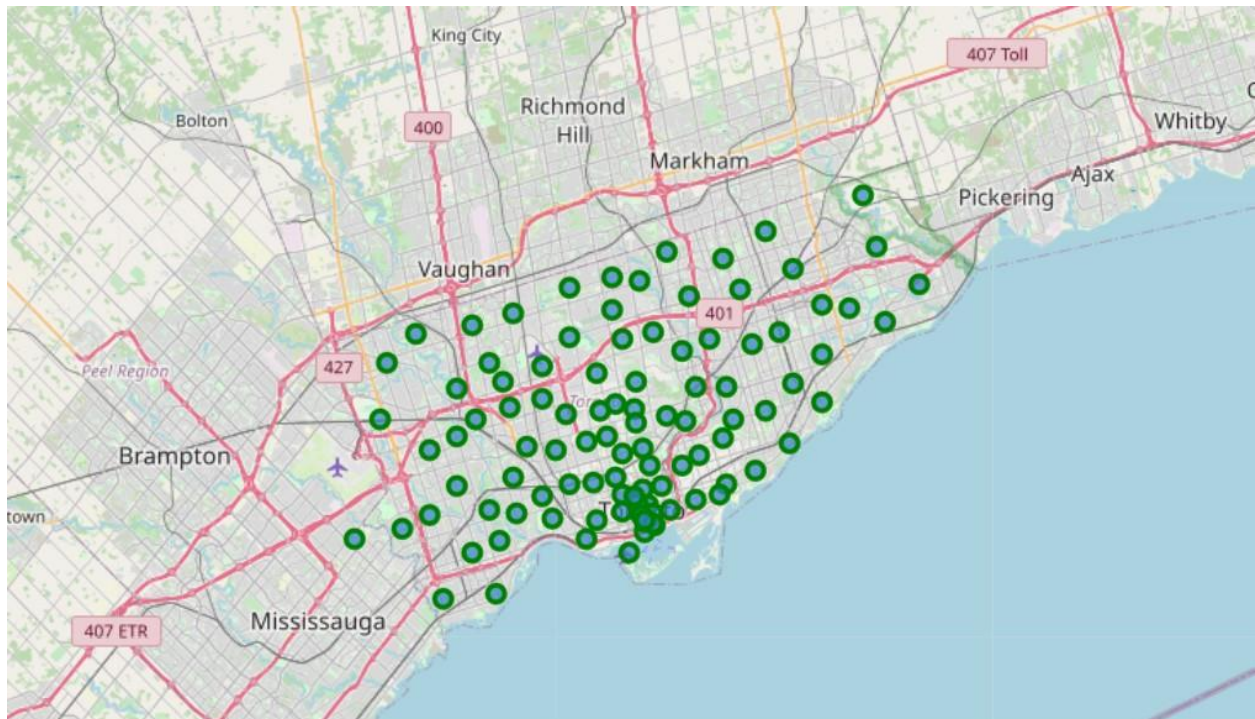 King City
407 Toll
Richmond
Hill
Bolton
400
Whitby
Markham
Ajax
Pickering
Vaughan
401
427
Peel Region
Brampton
town
Mississauga
407 ETR